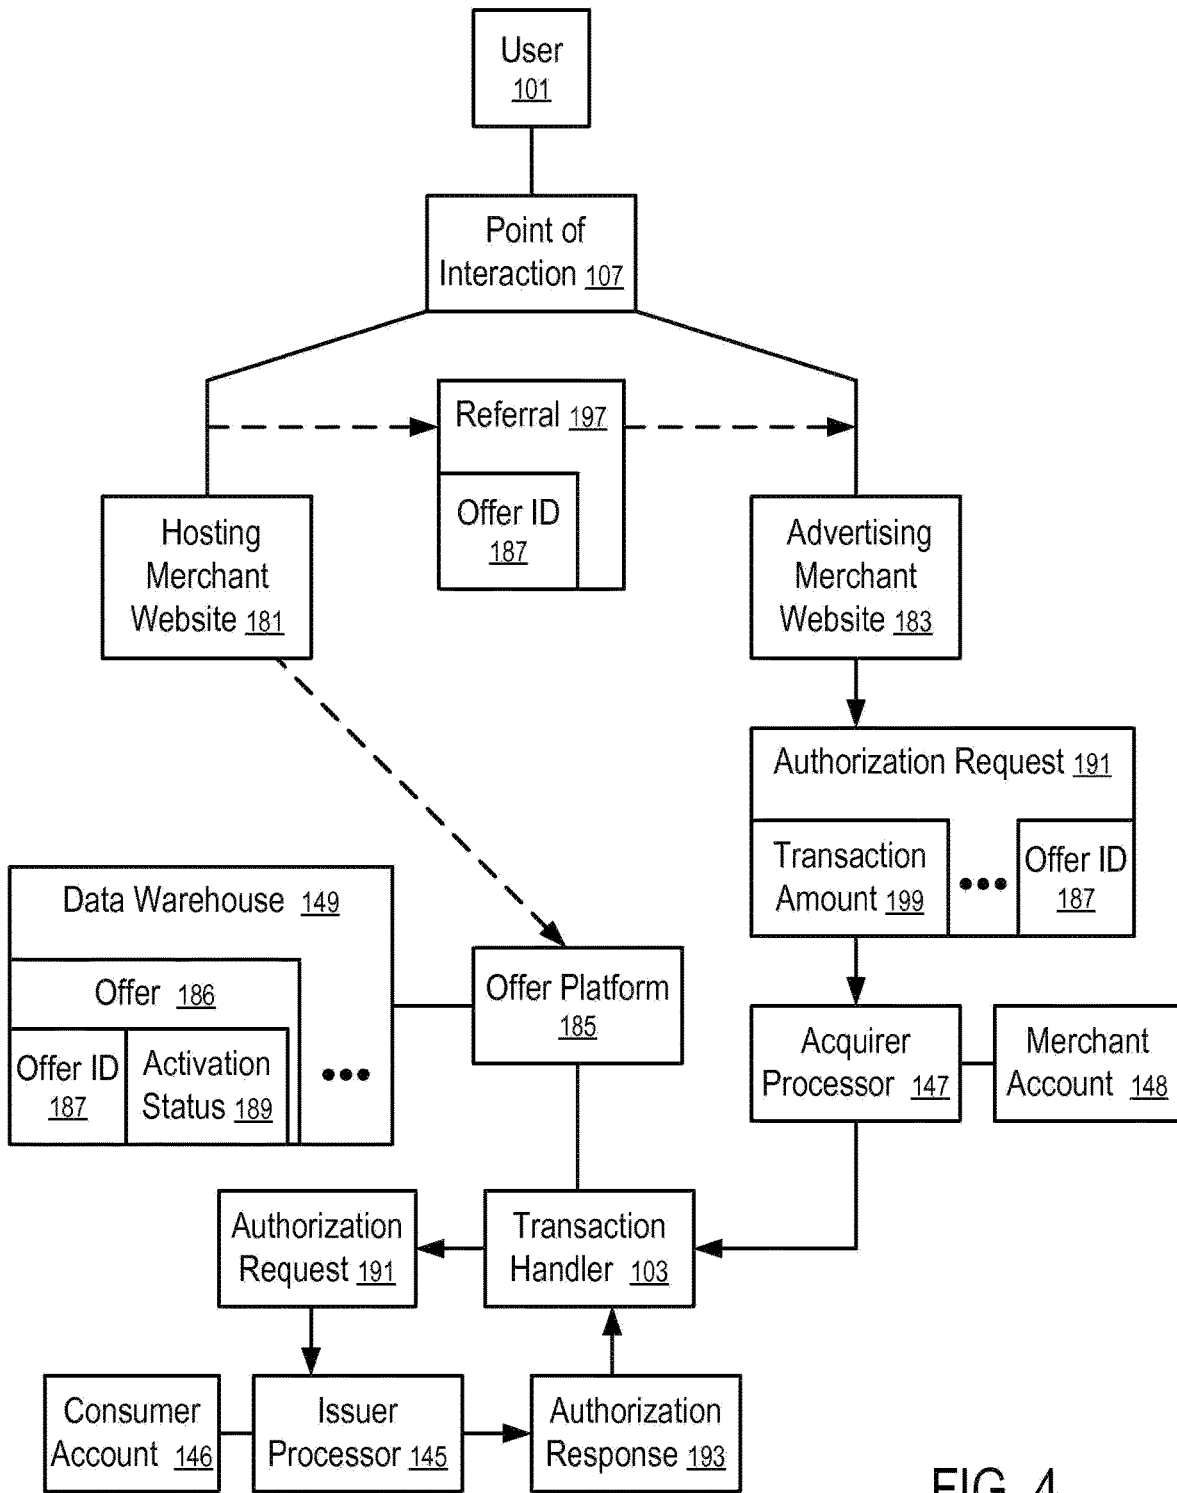 User
101
Point of
Interaction 107
Referral 197
Offer ID
187
Hosting
Merchant
Website 181
Advertising
Merchant
Website 183
Authorization Request 191
Transaction
Amount 199
●●●
Offer ID
187
Data Warehouse 149
Offer 186
Offer ID
187
Activation
Status 189
●●●
Offer Platform
185
Acquirer
Processor 147
Merchant
Account 148
Authorization
Request 191
Transaction
Handler 103
Consumer
Account 146
Issuer
Processor 145
Authorization
Response 193
FIG. 4